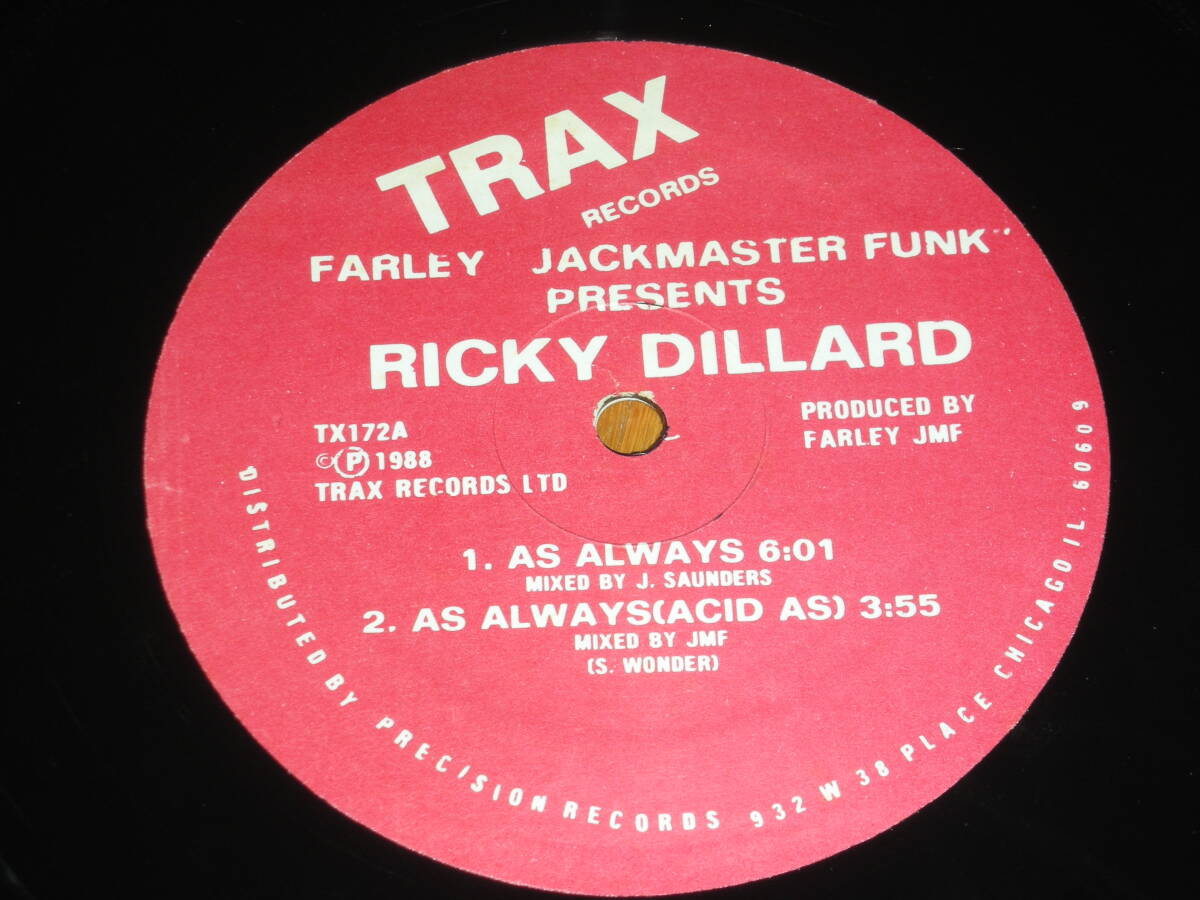 TRAX
RECORDS
FARLEY JACKMASTER FUNK"
PRESENTS
RICKY DILLARD
TX172A
© Ⓟ 1988
TRAX RECORDS LTD
PRODUCED BY
FARLEY JMF
1. AS ALWAYS 6:01
MIXED BY J. SAUNDERS
2. AS ALWAYS(ACID AS) 3:55
MIXED BY JMF
(S. WONDER)
DISTRIBUTED BY PRECISION RECORDS 932 W 38 PLACE CHICAGO IL. 60609